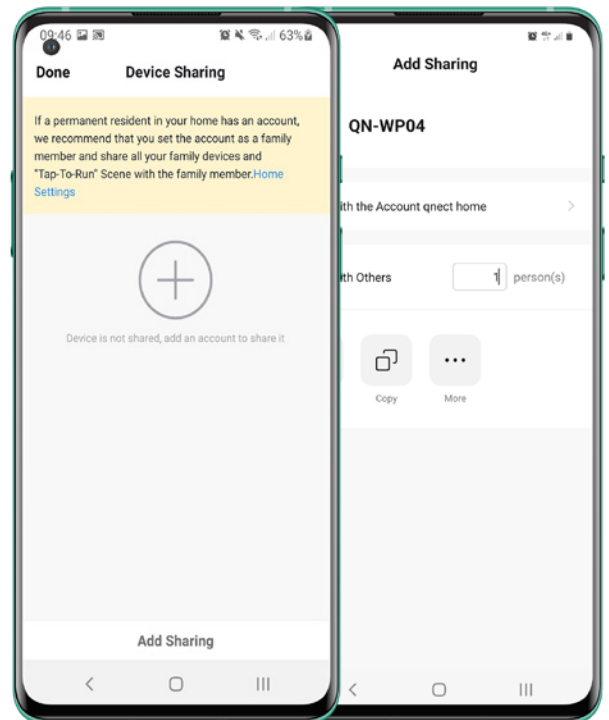 09:46
63%
Done
Device Sharing
If a permanent resident in your home has an account,
we recommend that you set the account as a family
member and share all your family devices and
"Tap-To-Run" Scene with the family member.Home
Settings
Device is not shared, add an account to share it
Add Sharing
Add Sharing
QN-WP04
ith the Account qnect home
ith Others
1
person(s)
Copy
More